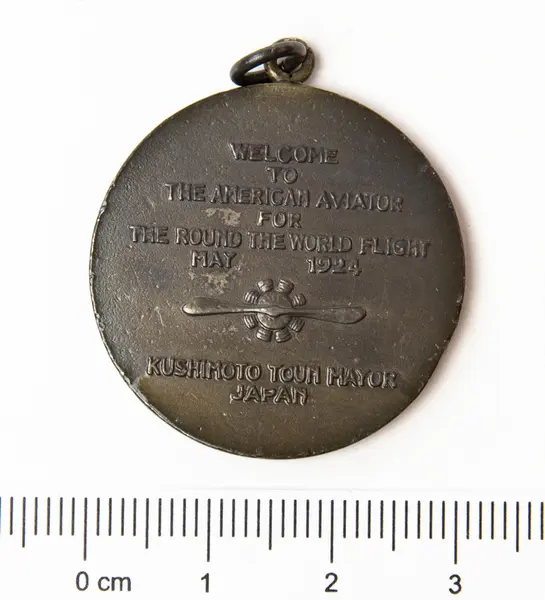 WELCOME
TO
THE AMERICAN AVIATOR
FOR
THE ROUND THE WORLD FLIGHT
MAY 1924
KUSHIMOTO TOUN MAYOR
JAPAN
0 cm 1 2 3